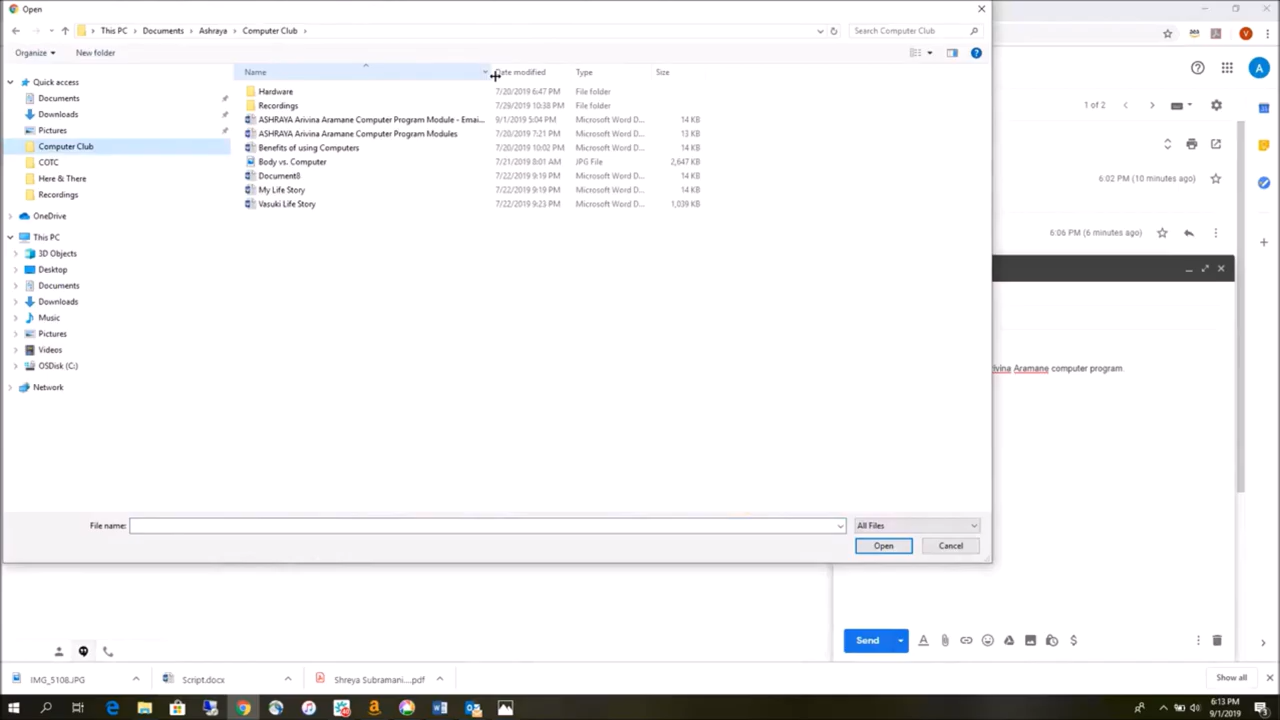 Open
This PC > Documents > Ashraya > Computer Club >
Search Computer Club
Organize
New folder
Name
Date modified
Type
Size
Quick access
Documents
Downloads
Pictures
Computer Club
COTC
Here & There
Recordings
OneDrive
This PC
3D Objects
Desktop
Documents
Downloads
Music
Pictures
Videos
OSDisk (C:)
Network
Hardware 7/20/2019 6:47 PM File folder
Recordings 7/29/2019 10:38 PM File folder
ASHRAYA Arivina Aramane Computer Program Module - Emai... 9/1/2019 5:04 PM Microsoft Word D... 14 KB
ASHRAYA Arivina Aramane Computer Program Modules 7/20/2019 7:21 PM Microsoft Word D... 13 KB
Benefits of using Computers 7/20/2019 10:02 PM Microsoft Word D... 14 KB
Body vs. Computer 7/21/2019 8:01 AM JPG File 2,647 KB
Document8 7/22/2019 9:19 PM Microsoft Word D... 14 KB
My Life Story 7/22/2019 9:19 PM Microsoft Word D... 14 KB
Vasuki Life Story 7/22/2019 9:23 PM Microsoft Word D... 1,039 KB
File name:
All Files
Open
Cancel
V
A
1 of 2
6:02 PM (10 minutes ago)
6:06 PM (6 minutes ago)
Aramane computer program.
Send
IMG_5108.JPG
Script.docx
Shreya Subramani....pdf
Show all
6:13 PM
9/1/2019